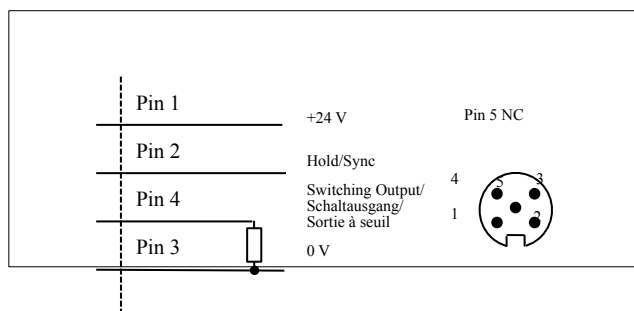 Pin 1
+24 V
Pin 5 NC
Pin 2
Hold/Sync
Pin 4
Switching Output/
Schaltausgang/
Sortie à seuil
Pin 3
0 V
4
5
3
1
2